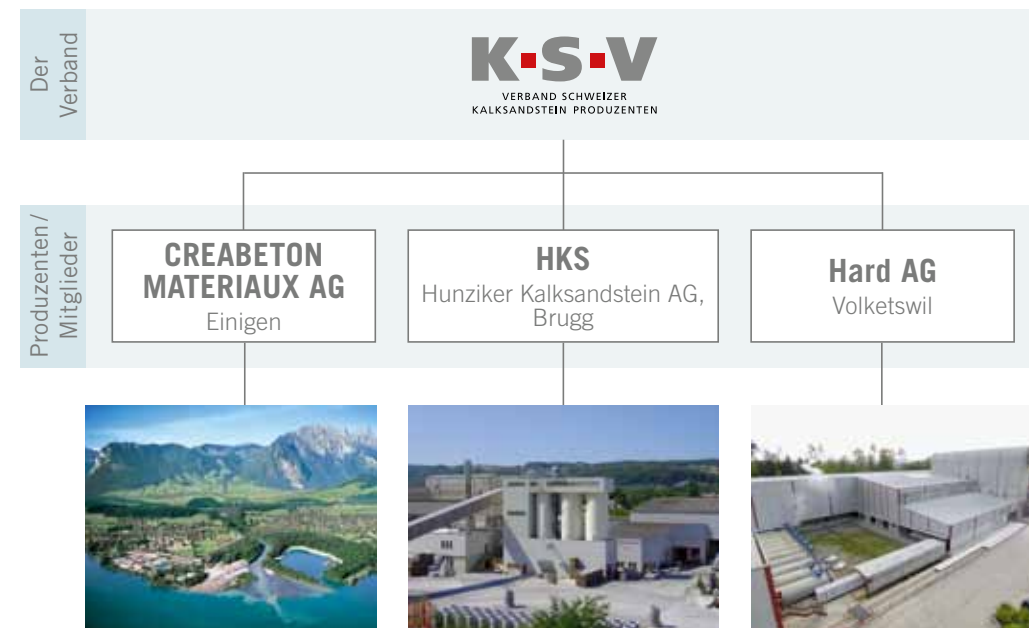 Der
Verband
K·S·V
VERBAND SCHWEIZER
KALKSANDSTEIN PRODUZENTEN
Produzenten/
Mitglieder
CREABETON
MATERIAUX AG
Einigen
HKS
Hunziker Kalksandstein AG,
Brugg
Hard AG
Volketswil